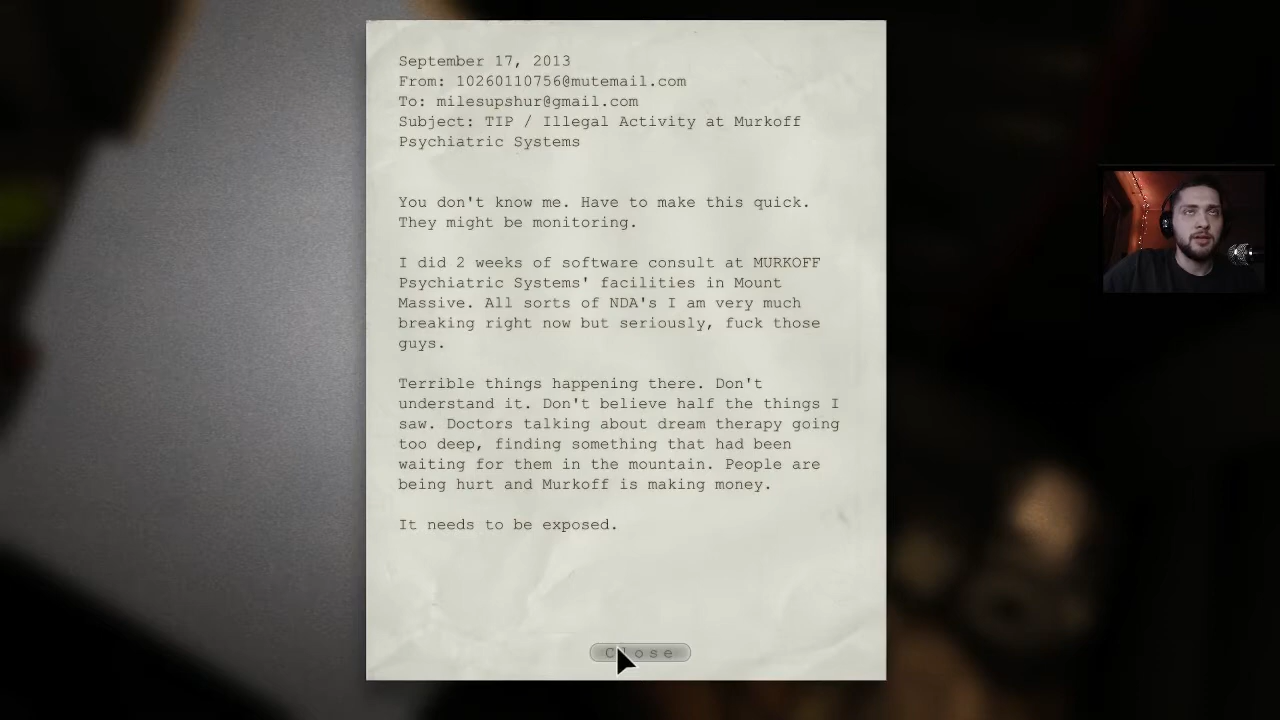 September 17, 2013
From: 10260110756@mutemail.com
To: milesupshur@gmail.com
Subject: TIP / Illegal Activity at Murkoff
Psychiatric Systems
You don't know me. Have to make this quick.
They might be monitoring.
I did 2 weeks of software consult at MURKOFF
Psychiatric Systems' facilities in Mount
Massive. All sorts of NDA's I am very much
breaking right now but seriously, fuck those
guys.
Terrible things happening there. Don't
understand it. Don't believe half the things I
saw. Doctors talking about dream therapy going
too deep, finding something that had been
waiting for them in the mountain. People are
being hurt and Murkoff is making money.
It needs to be exposed.
Close